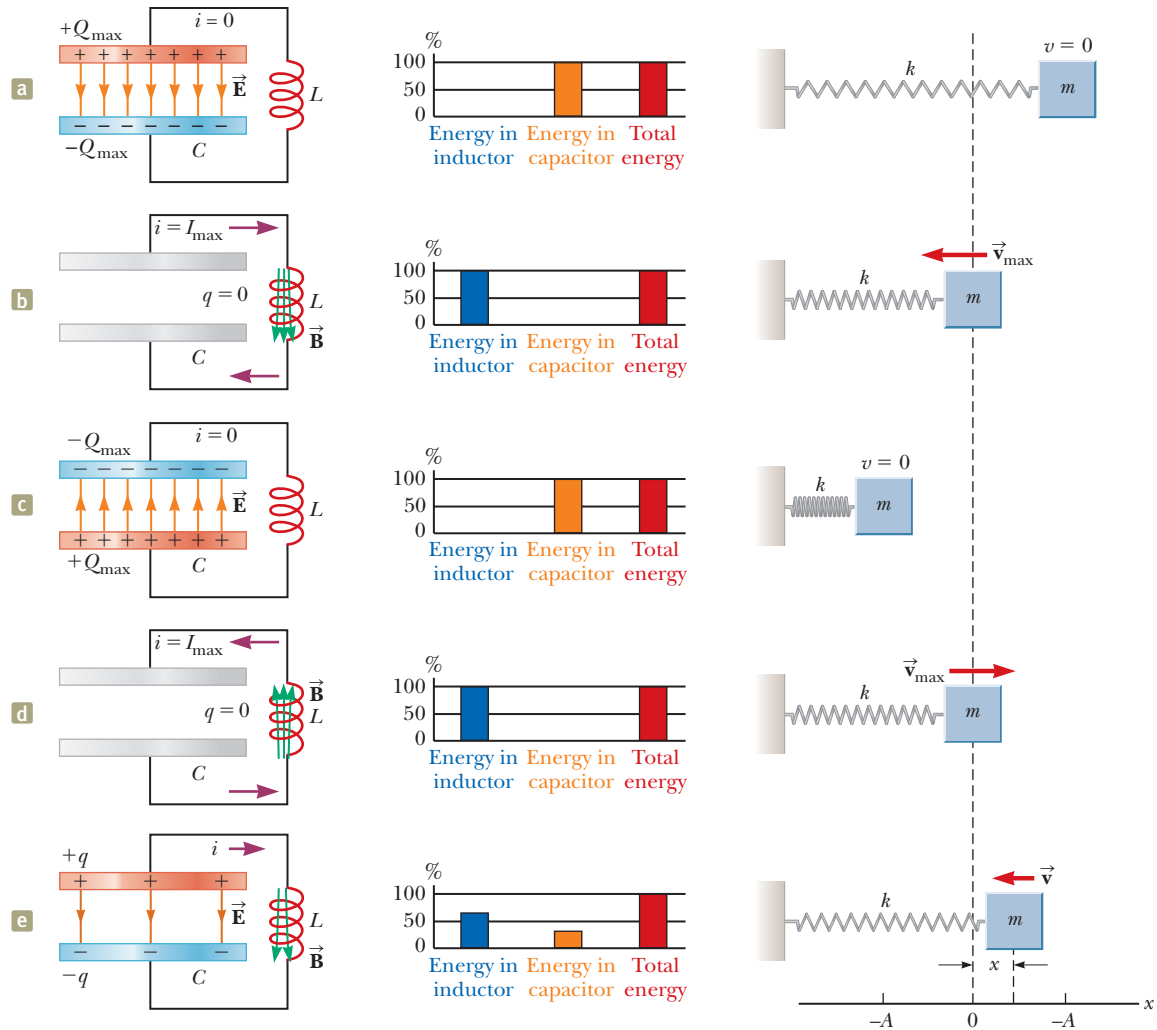 a
+Q_max
i = 0
+ + + + + + +
E
L
− − − − − − −
−Q_max
C
%
100
50
0
Energy in inductor
Energy in capacitor
Total energy
k
v = 0
m
b
i = I_max
q = 0
L
B
C
%
100
50
0
Energy in inductor
Energy in capacitor
Total energy
k
v_max
m
c
−Q_max
i = 0
− − − − − − −
E
L
+ + + + + + +
+Q_max
C
%
100
50
0
Energy in inductor
Energy in capacitor
Total energy
k
v = 0
m
d
i = I_max
q = 0
B
L
C
%
100
50
0
Energy in inductor
Energy in capacitor
Total energy
k
v_max
m
e
+q
i
+ + +
E
L
− − −
−q
C
B
%
100
50
0
Energy in inductor
Energy in capacitor
Total energy
k
v
m
x
−A 0 −A x